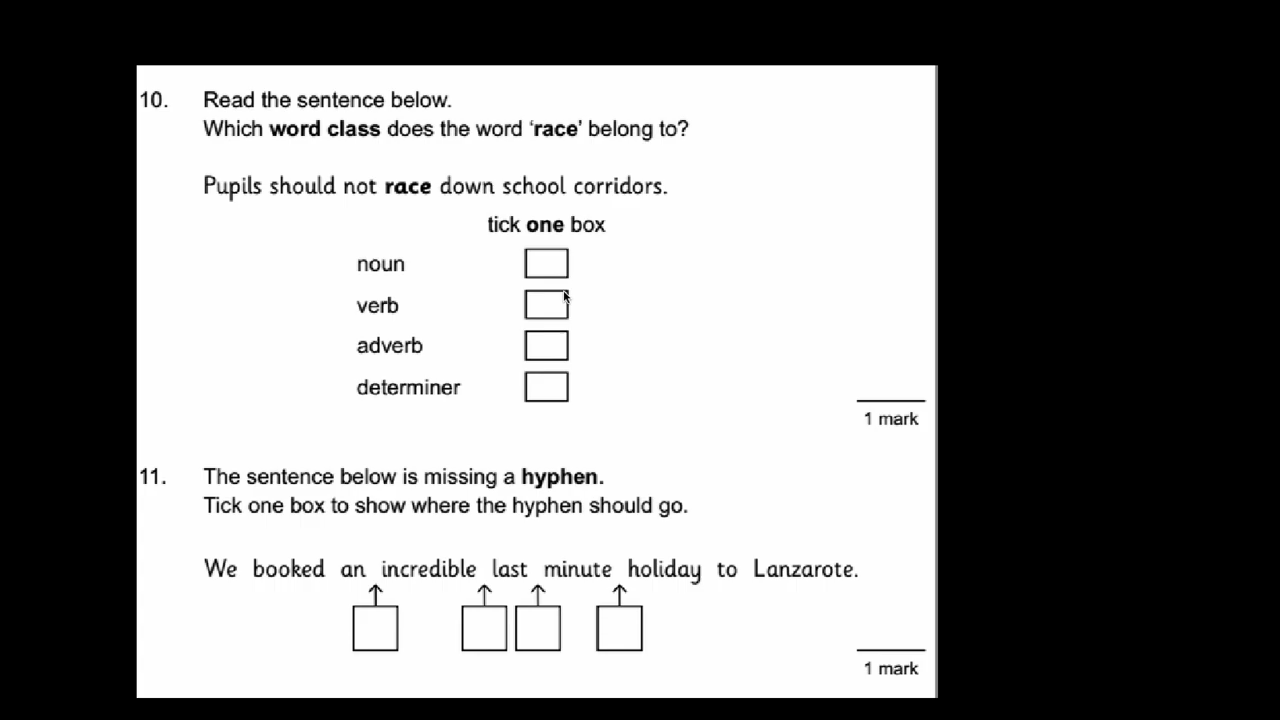 10. Read the sentence below.
Which word class does the word ‘race’ belong to?
Pupils should not race down school corridors.
tick one box
noun
verb
adverb
determiner
1 mark
11. The sentence below is missing a hyphen.
Tick one box to show where the hyphen should go.
We booked an incredible last minute holiday to Lanzarote.
1 mark